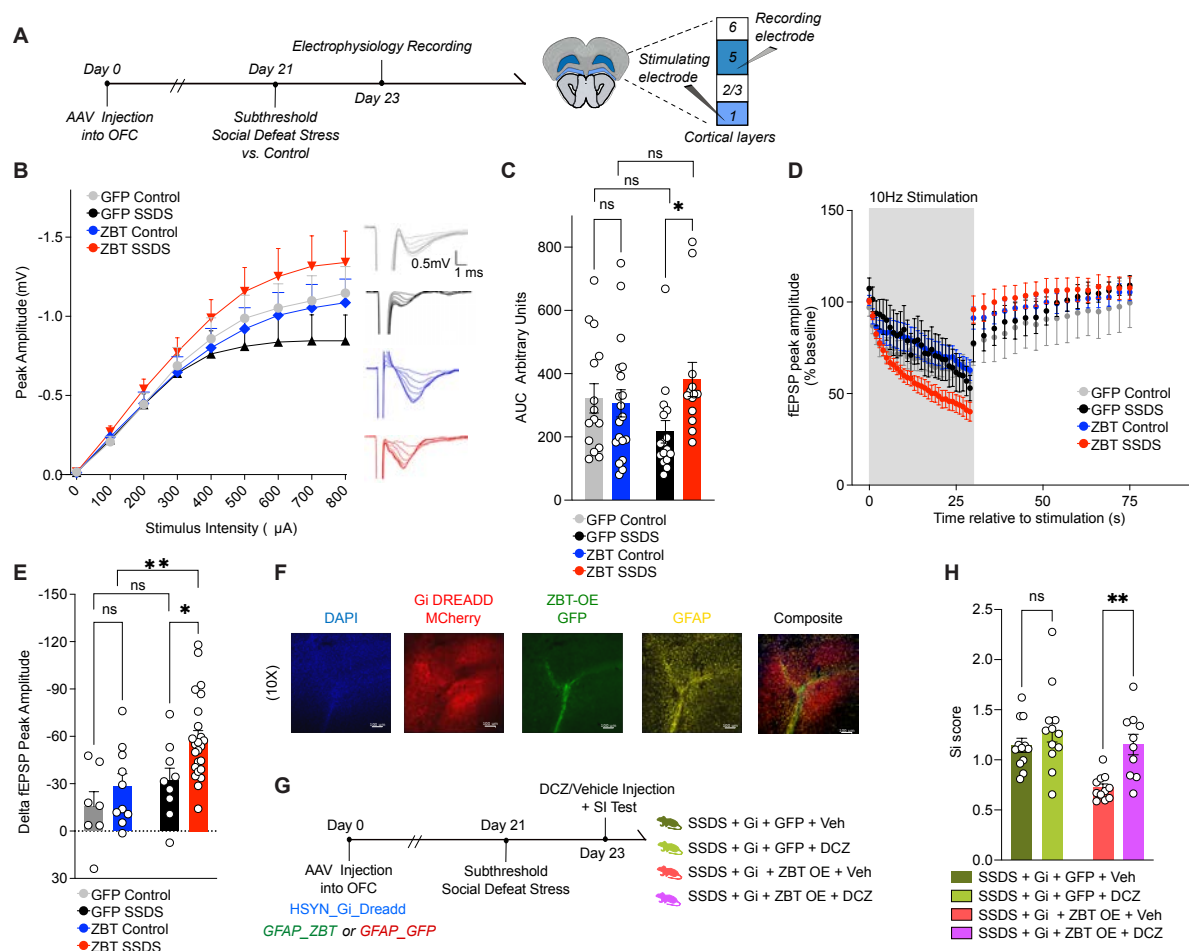 A
Electrophysiology Recording
Day 0
Day 21
Day 23
AAV Injection
into OFC
Subthreshold
Social Defeat Stress
vs. Control
Stimulating
electrode
Recording
electrode
6
5
2/3
1
Cortical layers
B
GFP Control
GFP SSDS
ZBT Control
ZBT SSDS
Peak Amplitude (mV)
-1.5
-1.0
-0.5
0.0
0
100
200
300
400
500
600
700
800
Stimulus Intensity ( µA)
0.5mV
1 ms
C
ns
ns
ns
*
AUC Arbitrary Units
800
600
400
200
0
GFP Control
GFP SSDS
ZBT Control
ZBT SSDS
D
10Hz Stimulation
fEPSP peak amplitude
(% baseline)
150
100
50
0
0
25
50
75
Time relative to stimulation (s)
GFP Control
GFP SSDS
ZBT Control
ZBT SSDS
E
**
ns
ns
*
Delta fEPSP Peak Amplitude
-150
-120
-90
-60
-30
0
30
GFP Control
GFP SSDS
ZBT Control
ZBT SSDS
F
(10X)
DAPI
Gi DREADD
MCherry
ZBT-OE
GFP
GFAP
Composite
G
DCZ/Vehicle Injection
+ SI Test
Day 0
Day 21
Day 23
AAV Injection
into OFC
Subthreshold
Social Defeat Stress
HSYN_Gi_Dreadd
GFAP_ZBT or GFAP_GFP
SSDS + Gi + GFP + Veh
SSDS + Gi + GFP + DCZ
SSDS + Gi + ZBT OE + Veh
SSDS + Gi + ZBT OE + DCZ
H
ns
**
Si score
2.5
2.0
1.5
1.0
0.5
0.0
SSDS + Gi + GFP + Veh
SSDS + Gi + GFP + DCZ
SSDS + Gi + ZBT OE + Veh
SSDS + Gi + ZBT OE + DCZ